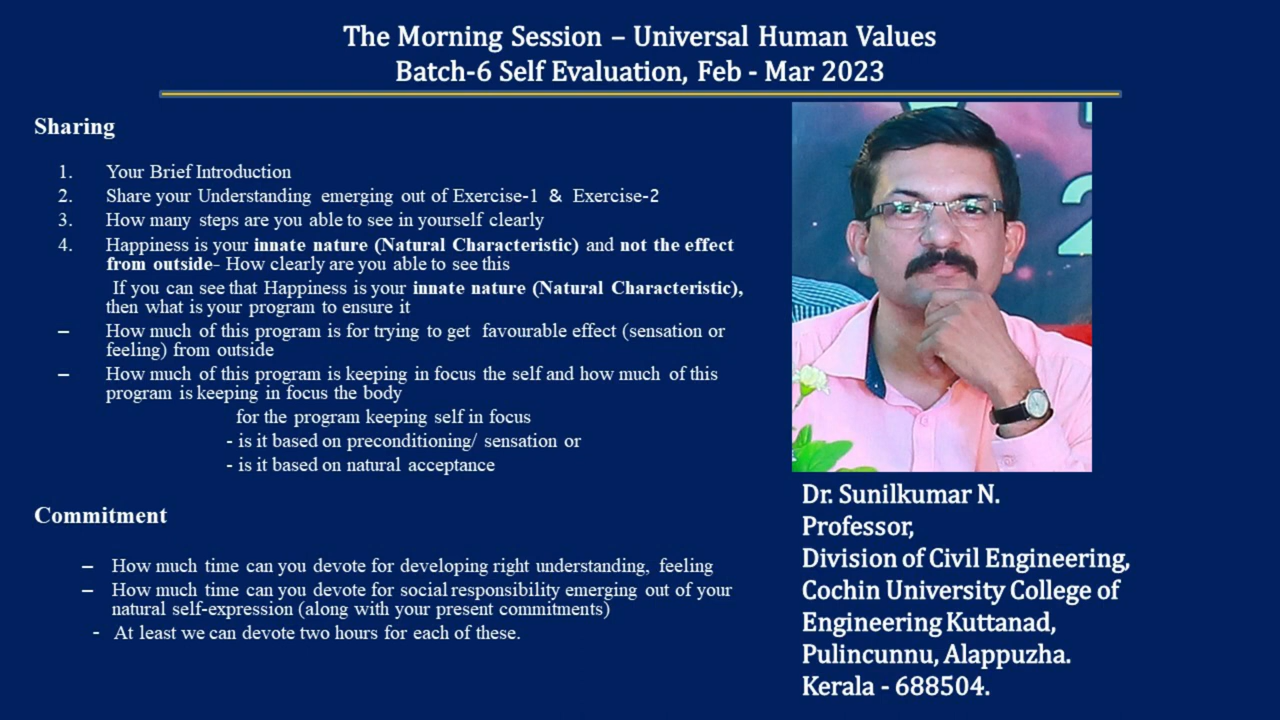 The Morning Session – Universal Human Values
Batch-6 Self Evaluation, Feb - Mar 2023
Sharing
1. Your Brief Introduction
2. Share your Understanding emerging out of Exercise-1 & Exercise-2
3. How many steps are you able to see in yourself clearly
4. Happiness is your innate nature (Natural Characteristic) and not the effect
from outside– How clearly are you able to see this
If you can see that Happiness is your innate nature (Natural Characteristic),
then what is your program to ensure it
– How much of this program is for trying to get favourable effect (sensation or
feeling) from outside
– How much of this program is keeping in focus the self and how much of this
program is keeping in focus the body
for the program keeping self in focus
- is it based on preconditioning/ sensation or
- is it based on natural acceptance
Commitment
– How much time can you devote for developing right understanding, feeling
– How much time can you devote for social responsibility emerging out of your
natural self-expression (along with your present commitments)
- At least we can devote two hours for each of these.
2
Dr. Sunilkumar N.
Professor,
Division of Civil Engineering,
Cochin University College of
Engineering Kuttanad,
Pulincunnu, Alappuzha.
Kerala - 688504.